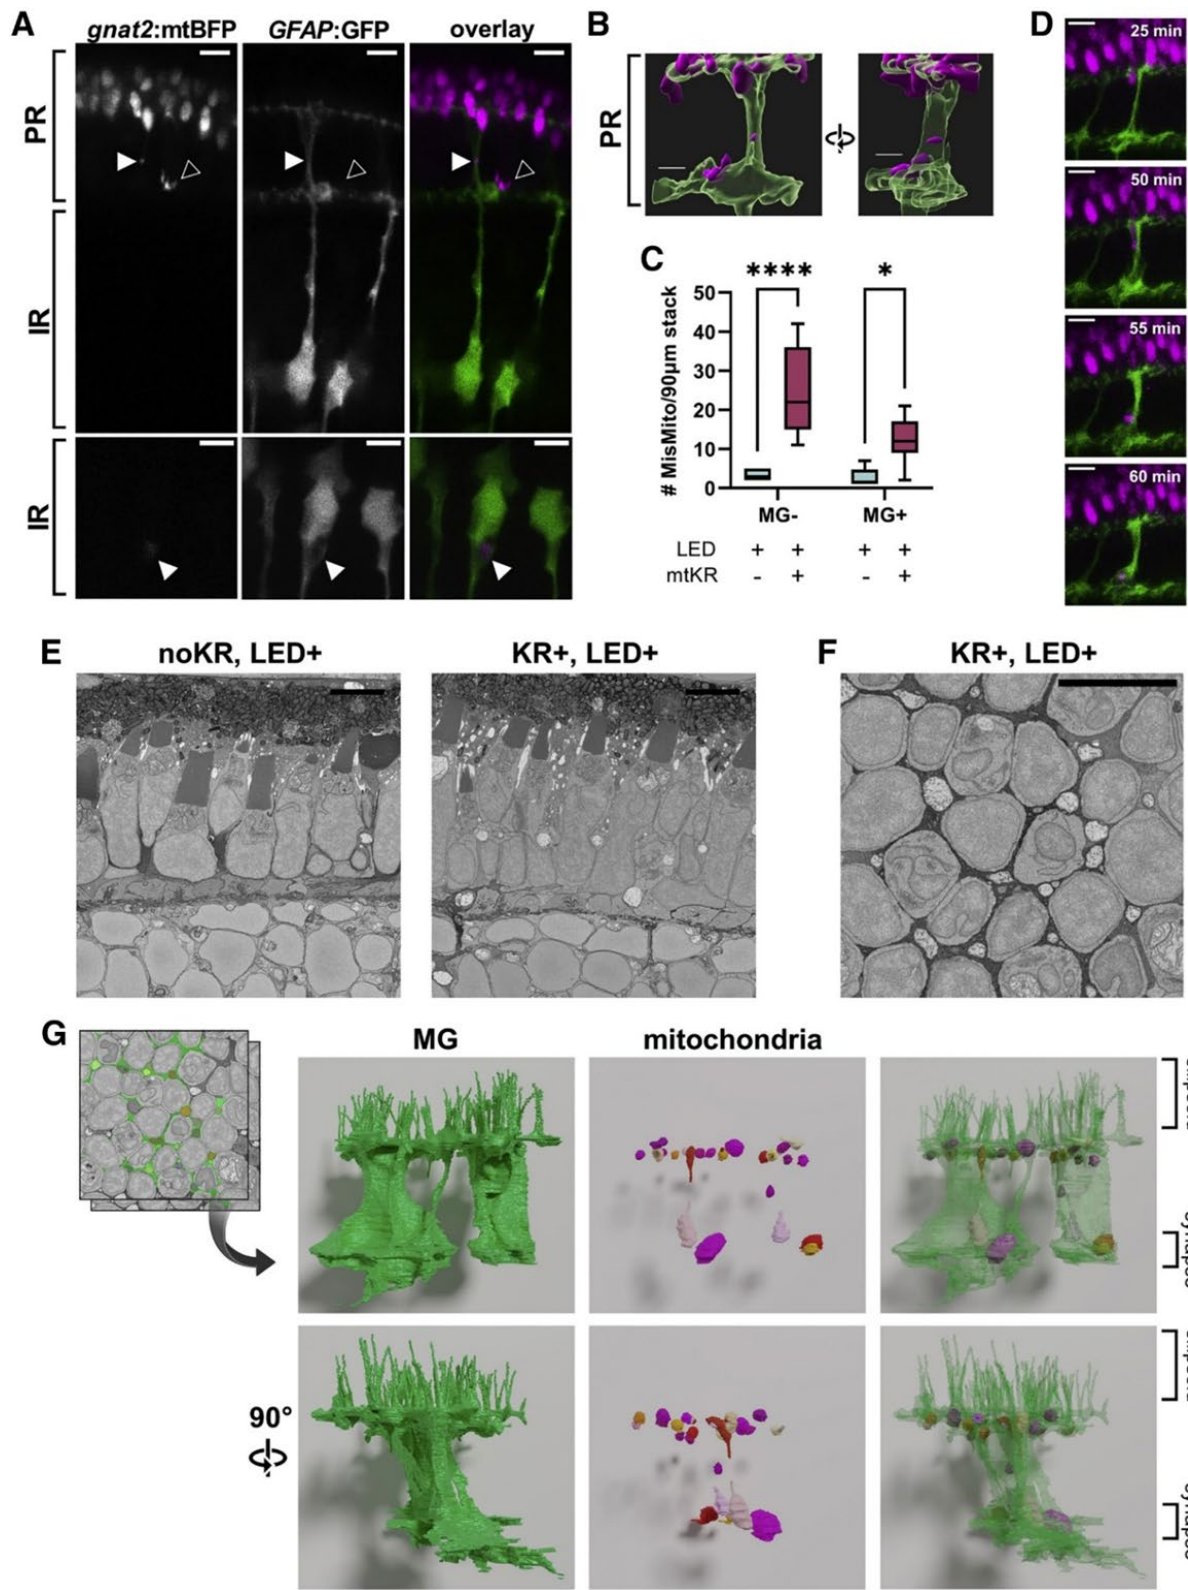 A
gnat2:mtBFP
GFAP:GFP
overlay
PR
IR
IR
B
PR
C
****
*
# MisMito/90µm stack
50
40
30
20
10
0
MG-
MG+
LED + + + +
mtKR - + - +
D
25 min
50 min
55 min
60 min
E
noKR, LED+
KR+, LED+
F
KR+, LED+
G
MG
mitochondria
90°